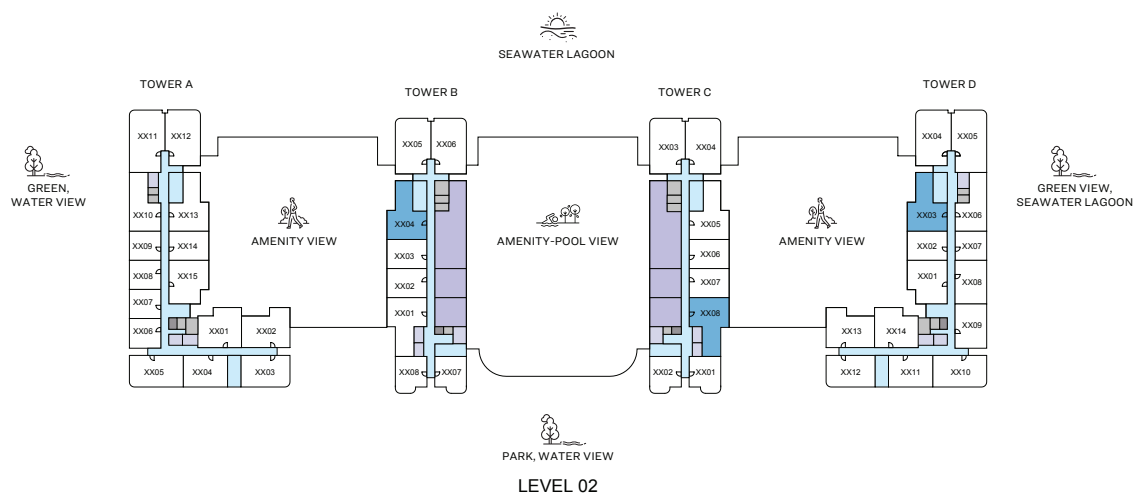 SEAWATER LAGOON
TOWER A
TOWER B
TOWER C
TOWER D
XX11
XX12
XX05
XX06
XX03
XX04
XX04
XX05
GREEN,
WATER VIEW
GREEN VIEW,
SEAWATER LAGOON
XX10
XX13
XX04
XX05
XX03
XX06
AMENITY VIEW
AMENITY-POOL VIEW
AMENITY VIEW
XX09
XX14
XX03
XX06
XX02
XX07
XX08
XX15
XX02
XX07
XX01
XX08
XX07
XX01
XX08
XX06
XX01
XX02
XX13
XX14
XX09
XX05
XX04
XX03
XX08
XX07
XX02
XX01
XX12
XX11
XX10
PARK, WATER VIEW
LEVEL 02